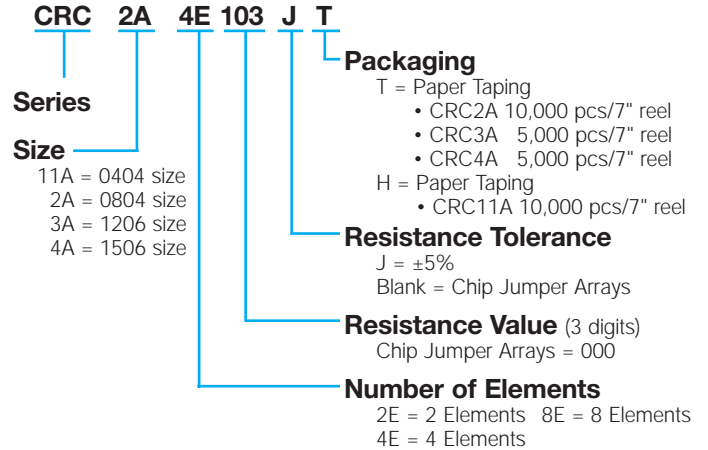 CRC 2A 4E 103 J T
Series
Size
11A = 0404 size
2A = 0804 size
3A = 1206 size
4A = 1506 size
Packaging
T = Paper Taping
• CRC2A 10,000 pcs/7" reel
• CRC3A 5,000 pcs/7" reel
• CRC4A 5,000 pcs/7" reel
H = Paper Taping
• CRC11A 10,000 pcs/7" reel
Resistance Tolerance
J = ±5%
Blank = Chip Jumper Arrays
Resistance Value (3 digits)
Chip Jumper Arrays = 000
Number of Elements
2E = 2 Elements 8E = 8 Elements
4E = 4 Elements